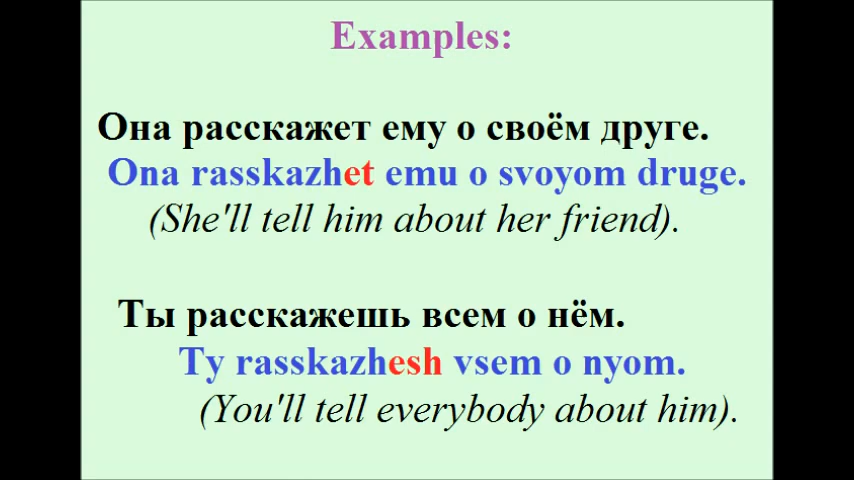 Examples:
Она расскажет ему о своём друге.
Ona rasskazhet emu o svoyom druge.
(She'll tell him about her friend).
Ты расскажешь всем о нём.
Ty rasskazhesh vsem o nyom.
(You'll tell everybody about him).